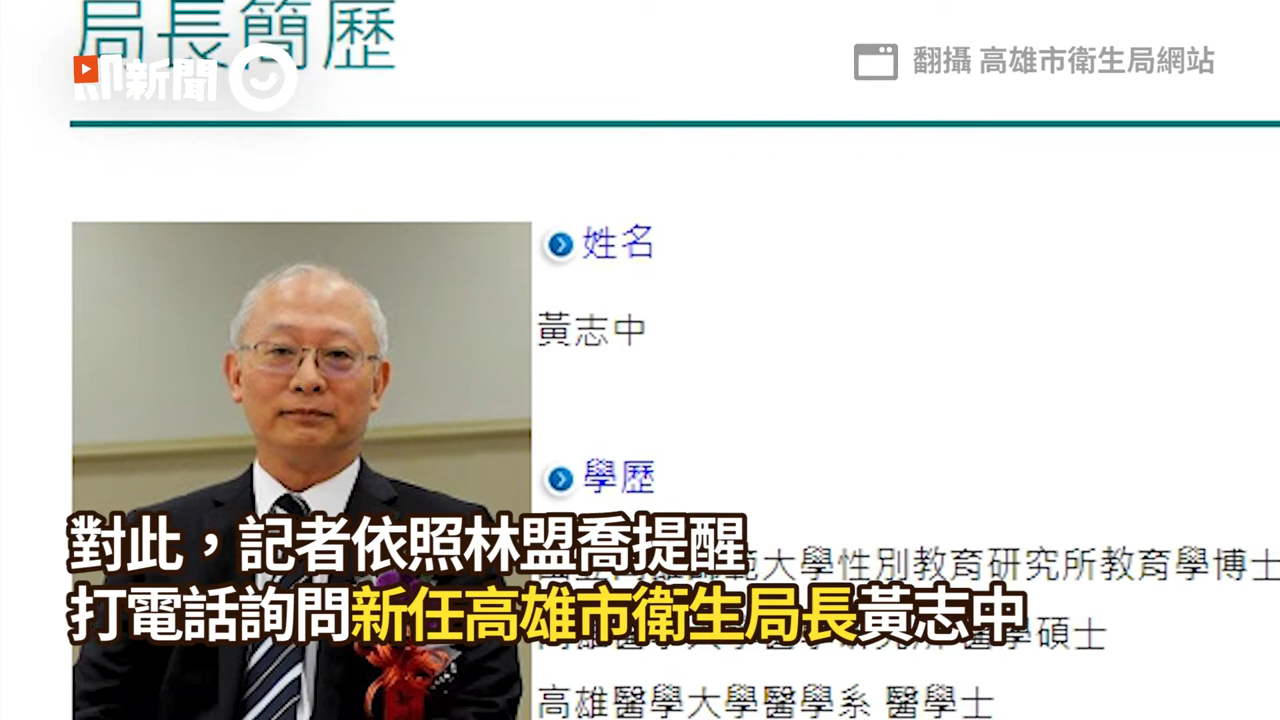 局長簡歷
即新聞
翻攝 高雄市衛生局網站
姓名
黃志中
學歷
對此，記者依照林盟喬提醒
大學性別教育研究所教育學博士
打電話詢問新任高雄市衛生局長黃志中
學碩士
高雄醫學大學醫學系 醫學士